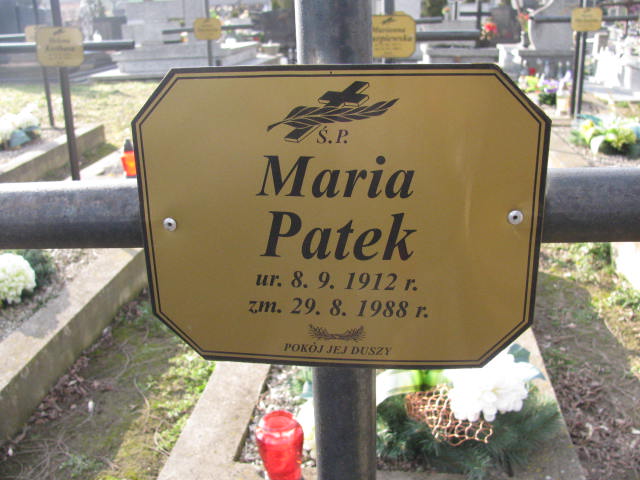 Ś.P.
Maria
Patek
ur. 8. 9. 1912 r.
zm. 29. 8. 1988 r.
POKÓJ JEJ DUSZY